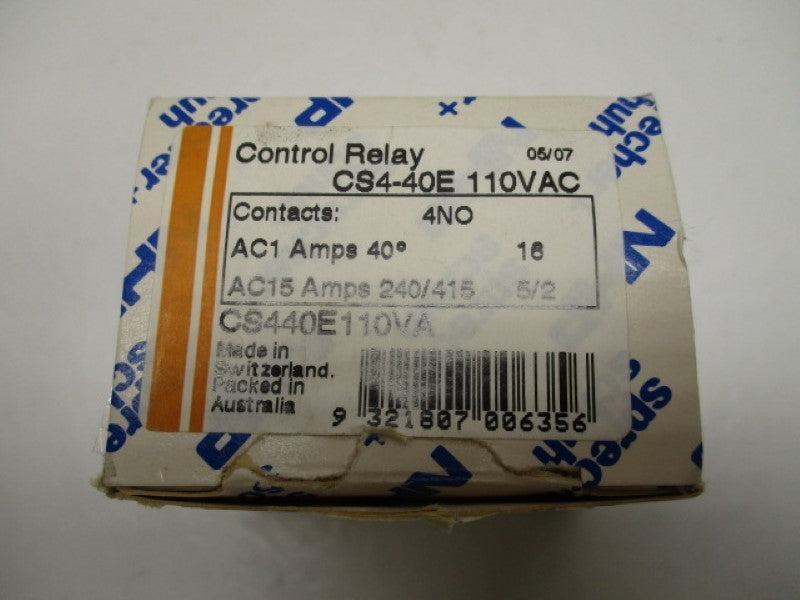 Control Relay 05/07
CS4-40E 110VAC
Contacts: 4NO
AC1 Amps 40° 16
AC15 Amps 240/415 5/2
CS440E110VA
Made in
Switzerland.
Packed in
Australia
9 321807 006356